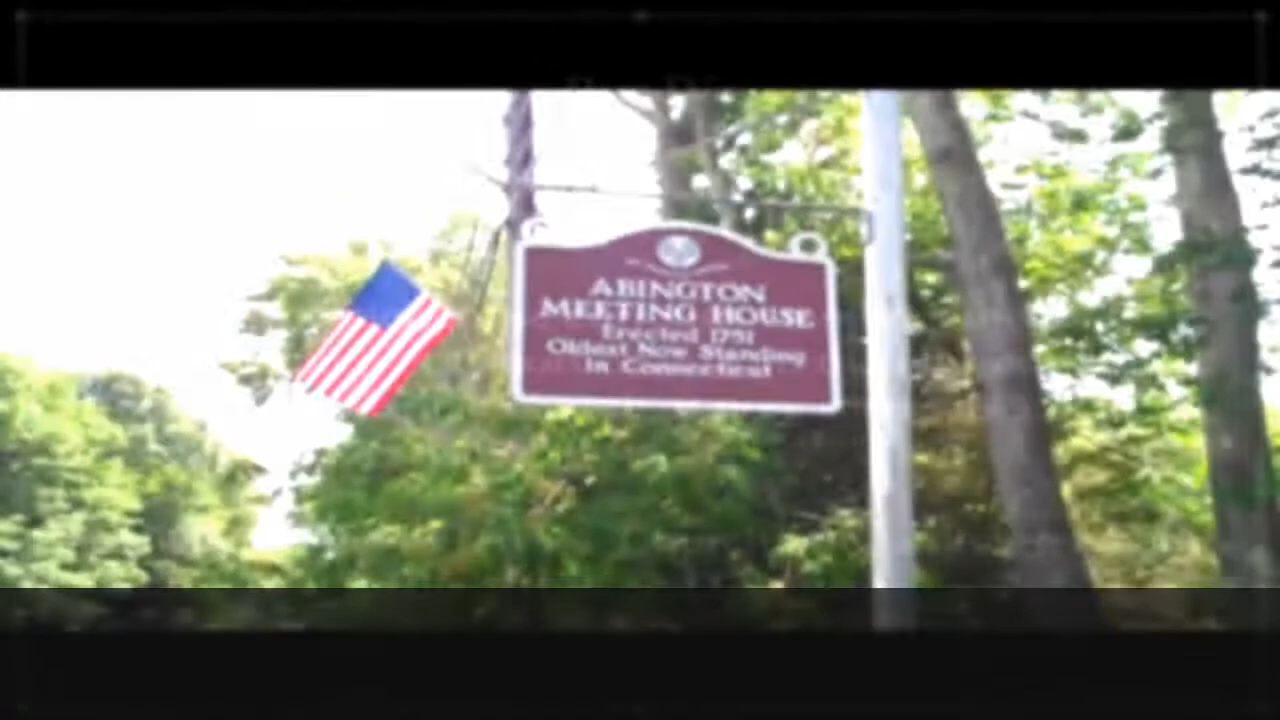 ABINGTON
MEETING HOUSE
Erected 1751
Oldest Now Standing
in Connecticut